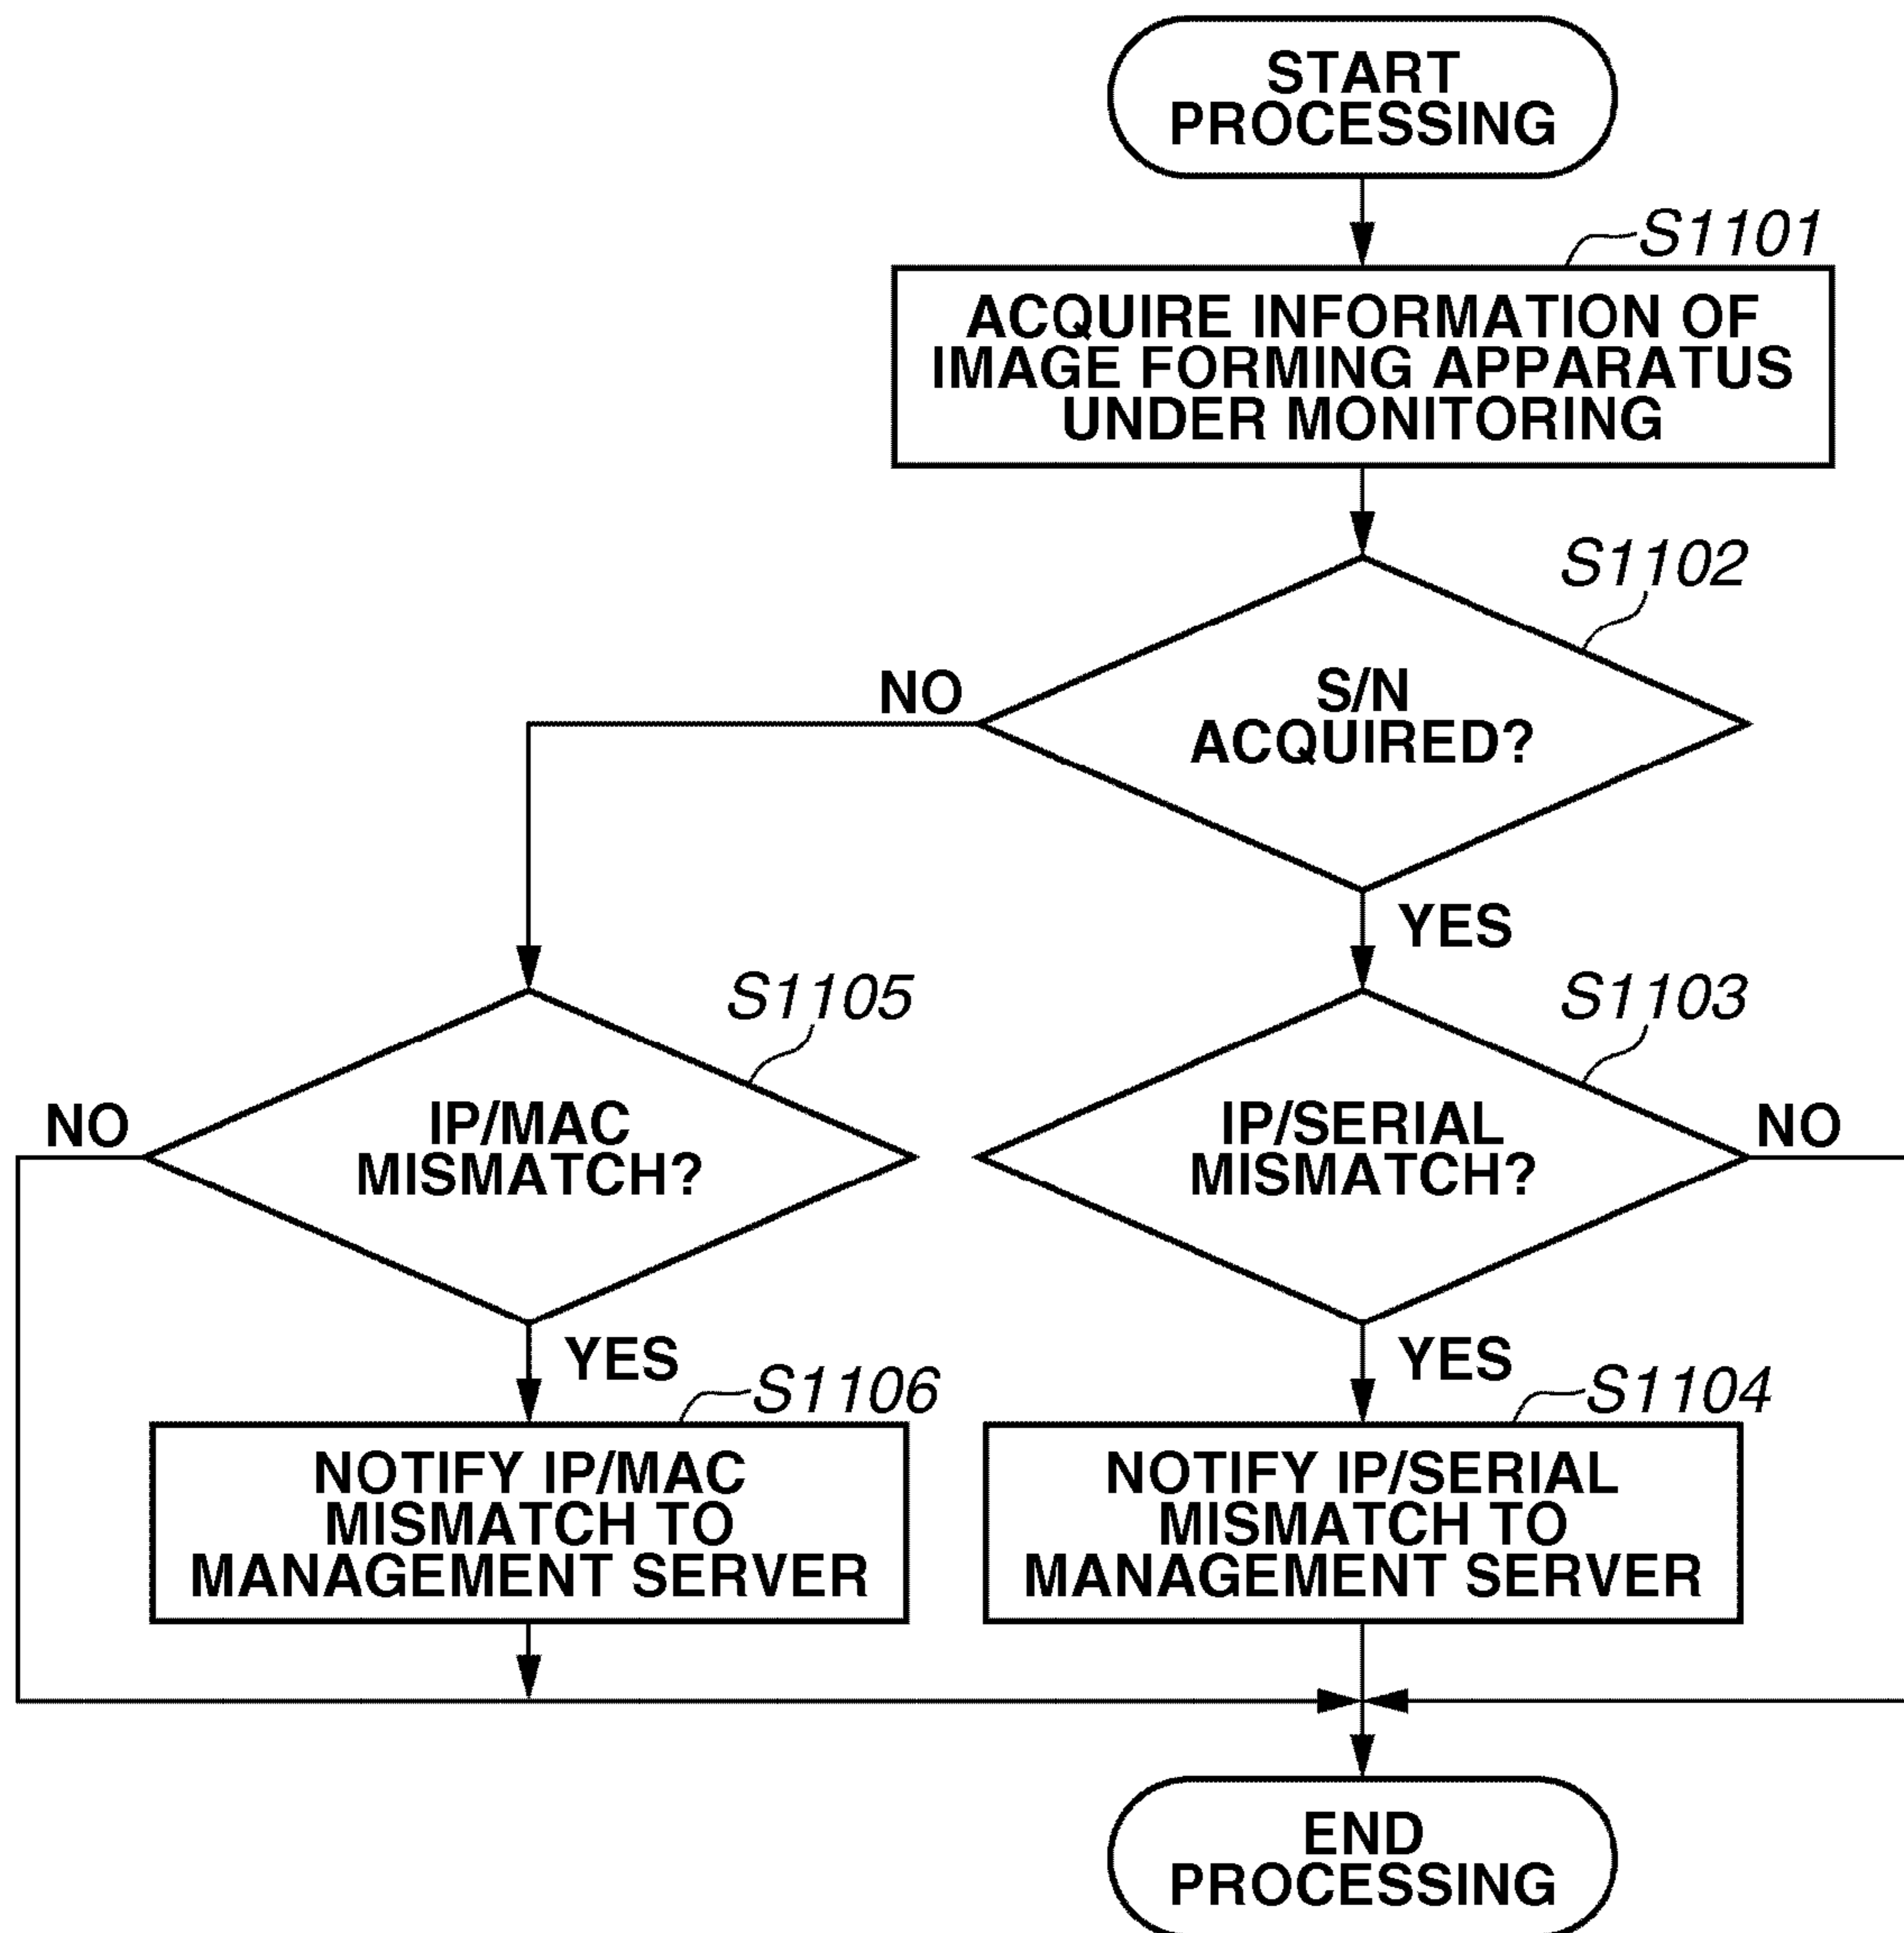 START
PROCESSING
S1101
ACQUIRE INFORMATION OF
IMAGE FORMING APPARATUS
UNDER MONITORING
S1102
S/N
ACQUIRED?
NO
YES
S1103
IP/SERIAL
MISMATCH?
NO
YES
S1104
NOTIFY IP/SERIAL
MISMATCH TO
MANAGEMENT SERVER
S1105
IP/MAC
MISMATCH?
NO
YES
S1106
NOTIFY IP/MAC
MISMATCH TO
MANAGEMENT SERVER
END
PROCESSING